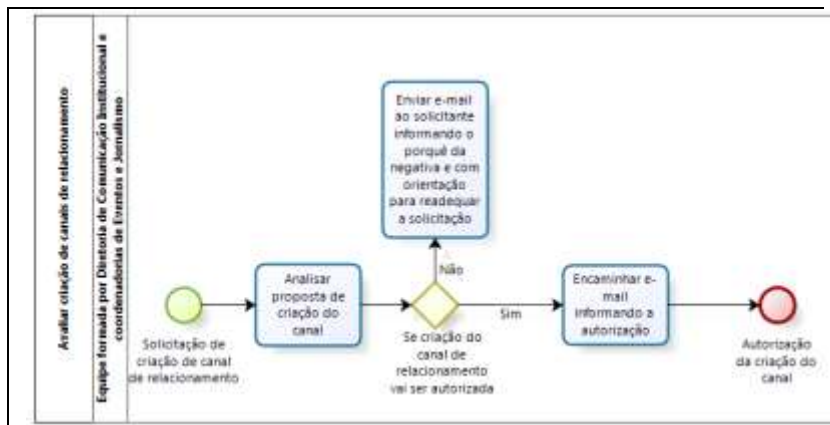 Avaliar criação de canais de relacionamento
Equipe formada por Diretoria de Comunicação Institucional e
coordenadorias de Eventos e Jornalismo
Enviar e-mail
ao solicitante
informando o
porquê da
negativa e com
orientação
para readequar
a solicitação
Não
Analisar
proposta de
criação do
canal
Encaminhar e-
mail
informando a
autorização
Sim
Solicitação de
criação de canal
de relacionamento
Se criação do
canal de
relacionamento
vai ser autorizada
Autorização
da criação do
canal